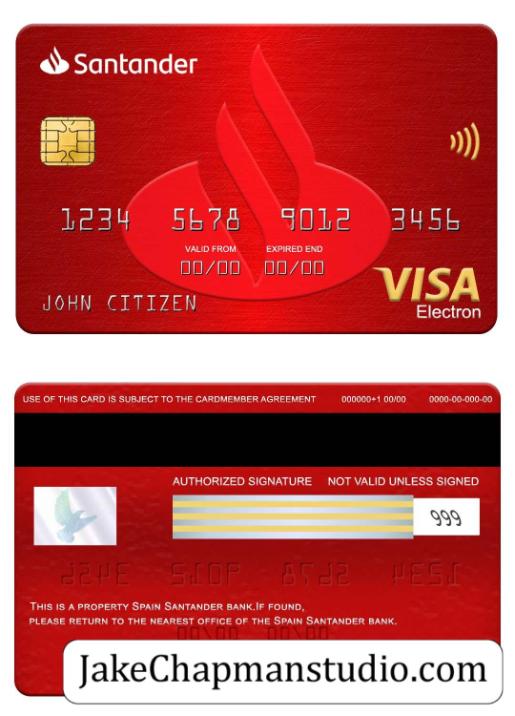 Santander
1234 5678 9012 3456
VALID FROM EXPIRED END
00/00 00/00
VISA
JOHN CITIZEN
Electron
USE OF THIS CARD IS SUBJECT TO THE CARDMEMBER AGREEMENT 000000+1 00/00 0000-00-000-00
AUTHORIZED SIGNATURE NOT VALID UNLESS SIGNED
999
THIS IS A PROPERTY SPAIN SANTANDER BANK.IF FOUND,
PLEASE RETURN TO THE NEAREST OFFICE OF THE SPAIN SANTANDER BANK.
JakeChapmanstudio.com